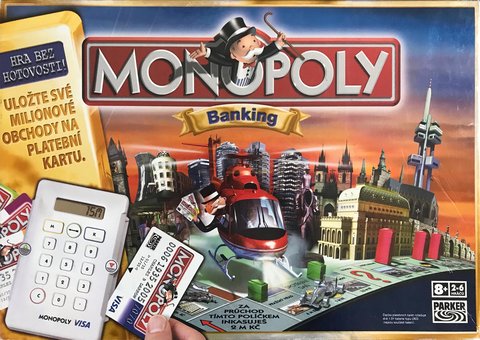 HRA BEZ
HOTOVOSTI!
ULOŽTE SVÉ
MILIONOVÉ
OBCHODY NA
PLATEBNÍ
KARTU.
MONOPOLY
Banking
MONOPOLY VISA
VISA
MONOPOLY
ZA
PRŮCHOD
TÍMTO POLÍČKEM
INKASUJEŠ
2 M KČ
8+
2-6
HRÁČŮ
PARKER